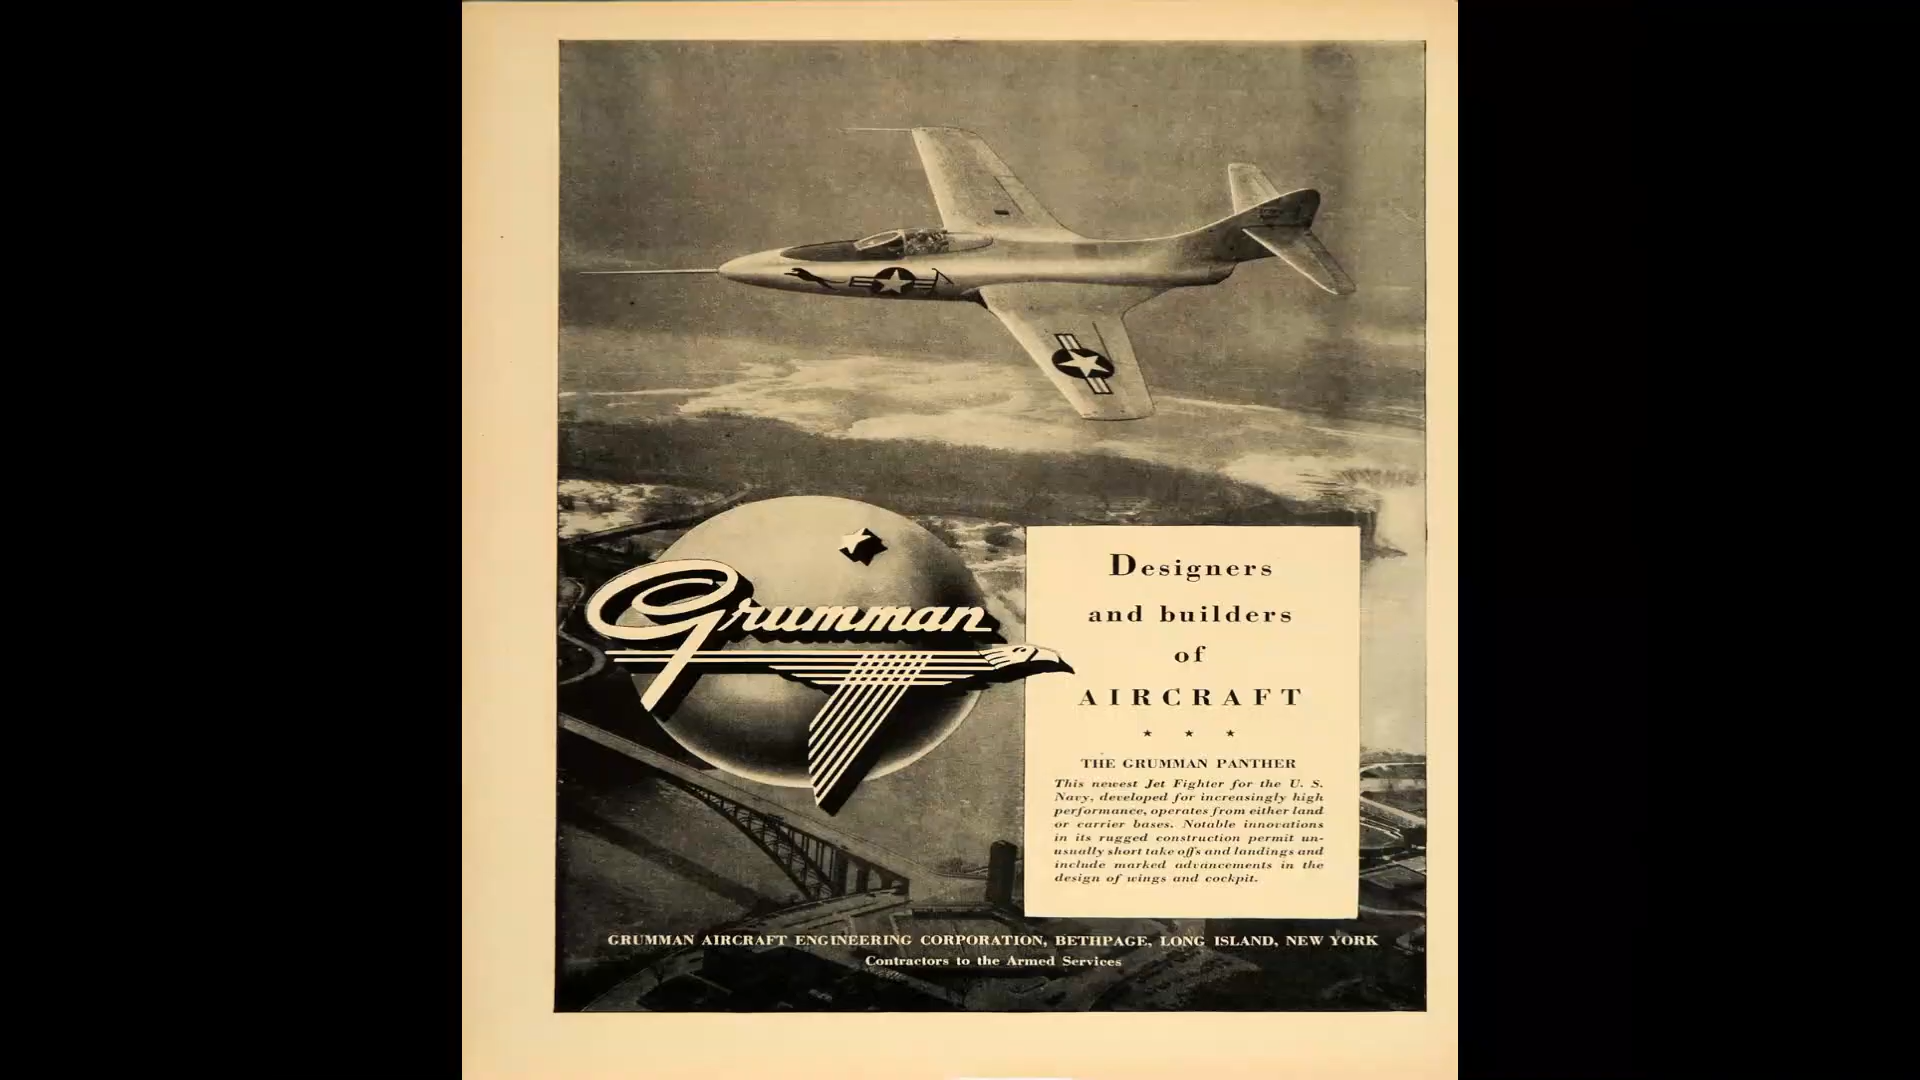 Grumman
Designers
and builders
of
AIRCRAFT
★ ★ ★
THE GRUMMAN PANTHER
This newest Jet Fighter for the U. S.
Navy, developed for increasingly high
performance, operates from either land
or carrier bases. Notable innovations
in its rugged construction permit un-
usually short take offs and landings and
include marked advancements in the
design of wings and cockpit.
GRUMMAN AIRCRAFT ENGINEERING CORPORATION, BETHPAGE, LONG ISLAND, NEW YORK
Contractors to the Armed Services